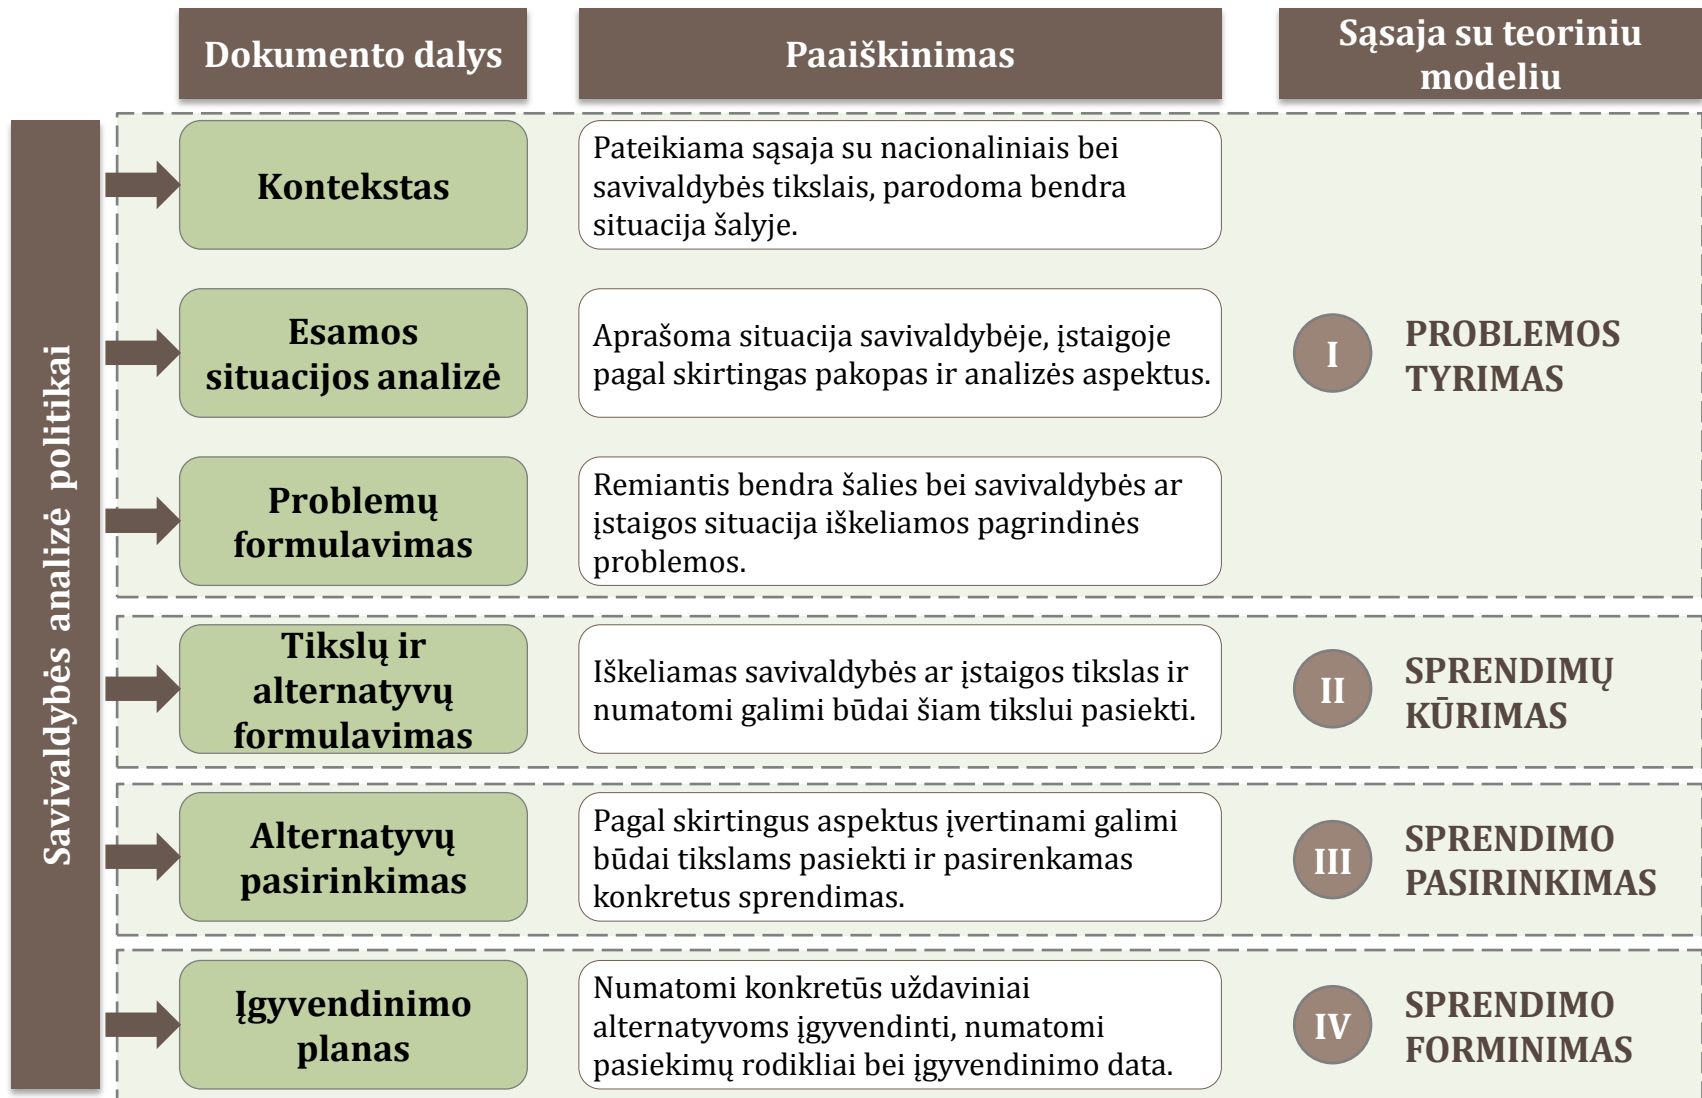 Dokumento dalys
Paaiškinimas
Sąsaja su teoriniu
modeliu
Savivaldybės analizė politikai
Kontekstas
Pateikiama sąsaja su nacionaliniais bei
savivaldybės tikslais, parodoma bendra
situacija šalyje.
Esamos
situacijos analizė
Aprašoma situacija savivaldybėje, įstaigoje
pagal skirtingas pakopas ir analizės aspektus.
I
PROBLEMOS
TYRIMAS
Problemų
formulavimas
Remiantis bendra šalies bei savivaldybės ar
įstaigos situacija iškeliamos pagrindinės
problemos.
Tikslų ir
alternatyvų
formulavimas
Iškeliamas savivaldybės ar įstaigos tikslas ir
numatomi galimi būdai šiam tikslui pasiekti.
II
SPRENDIMŲ
KŪRIMAS
Alternatyvų
pasirinkimas
Pagal skirtingus aspektus įvertinami galimi
būdai tikslams pasiekti ir pasirenkamas
konkretus sprendimas.
III
SPRENDIMO
PASIRINKIMAS
Įgyvendinimo
planas
Numatomi konkretūs uždaviniai
alternatyvoms įgyvendinti, numatomi
pasiekimų rodikliai bei įgyvendinimo data.
IV
SPRENDIMO
FORMINIMAS